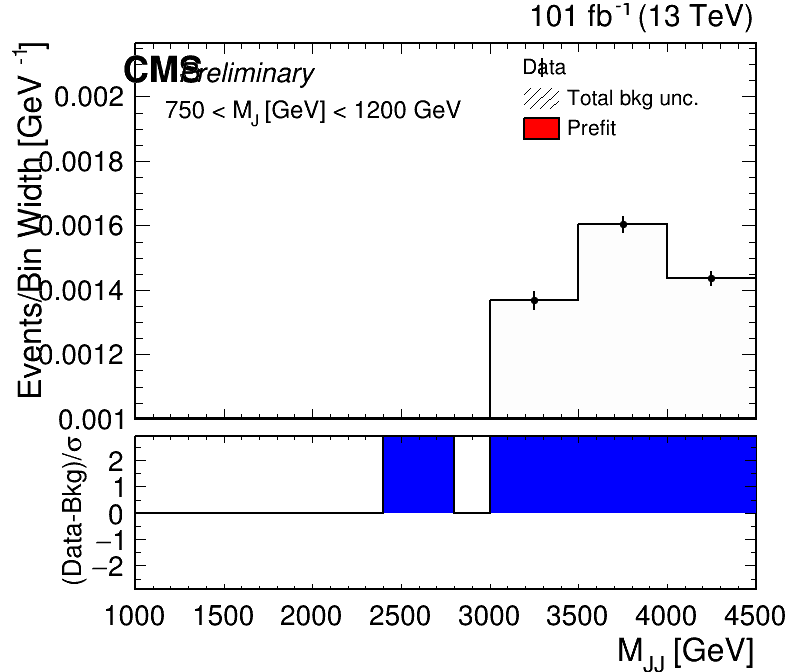 101 fb⁻¹ (13 TeV)
CMS Preliminary
750 < M_J [GeV] < 1200 GeV
Data
Total bkg unc.
Prefit
Events/Bin Width [GeV⁻¹]
0.002
0.0018
0.0016
0.0014
0.0012
0.001
(Data-Bkg)/σ
2
1
0
−1
−2
1000 1500 2000 2500 3000 3500 4000 4500
M_JJ [GeV]